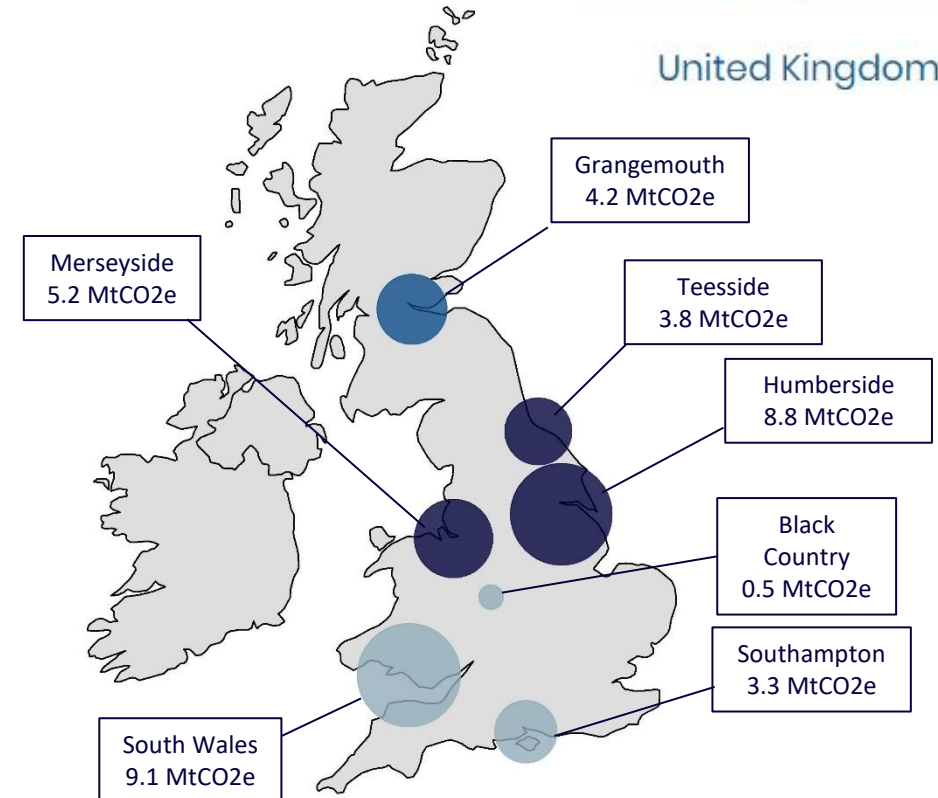 United Kingdom
Grangemouth
4.2 MtCO2e
Merseyside
5.2 MtCO2e
Teesside
3.8 MtCO2e
Humberside
8.8 MtCO2e
Black
Country
0.5 MtCO2e
Southampton
3.3 MtCO2e
South Wales
9.1 MtCO2e